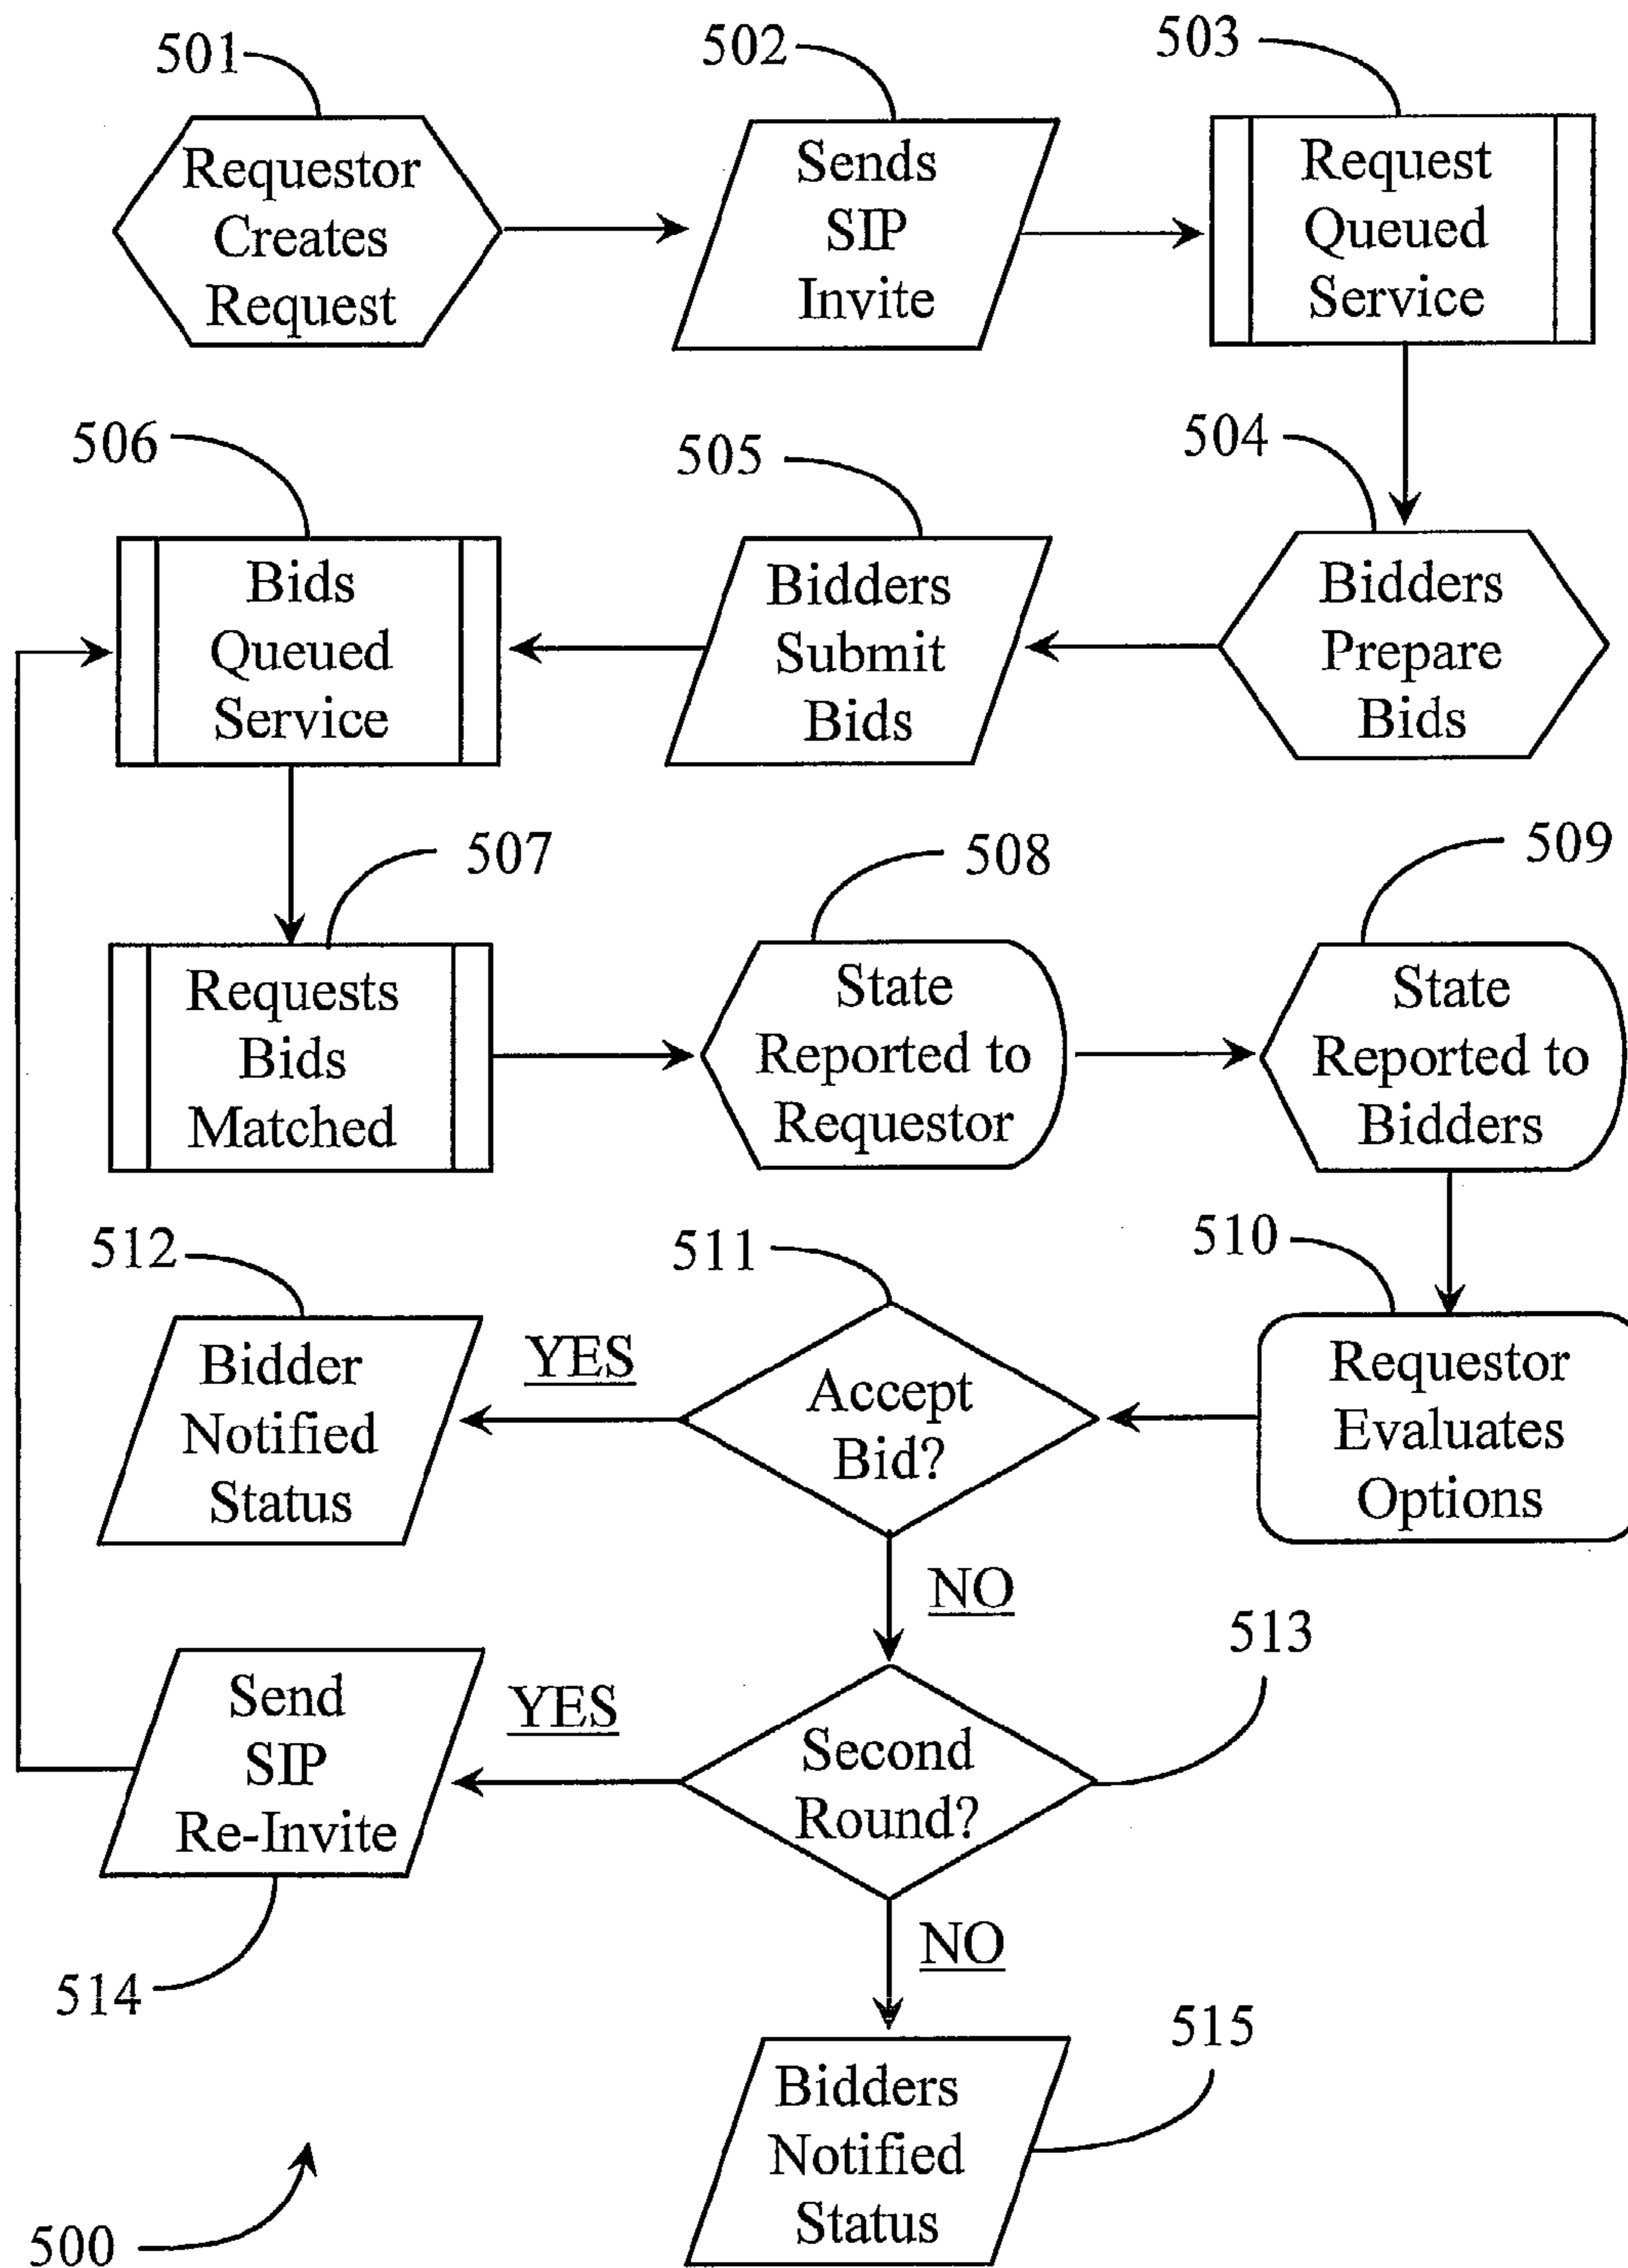 501
502
503
Requestor
Creates
Request
Sends
SIP
Invite
Request
Queued
Service
506
505
504
Bids
Queued
Service
Bidders
Submit
Bids
Bidders
Prepare
Bids
507
508
509
Requests
Bids
Matched
State
Reported to
Requestor
State
Reported to
Bidders
512
511
510
Bidder
Notified
Status
YES
Accept
Bid?
Requestor
Evaluates
Options
NO
513
Send
SIP
Re-Invite
YES
Second
Round?
514
NO
515
Bidders
Notified
Status
500